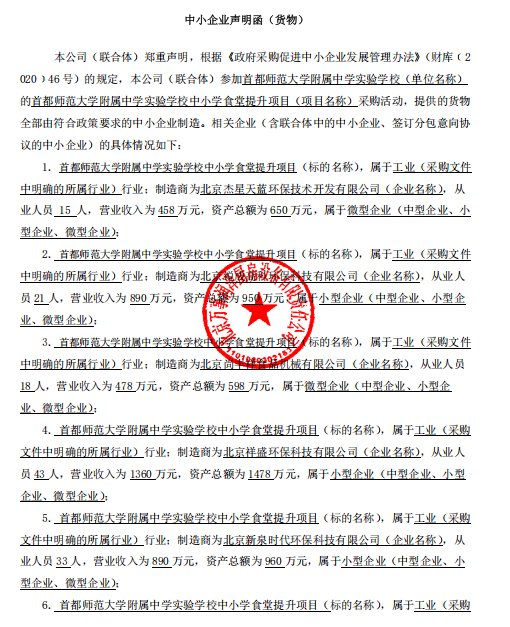 中小企业声明函（货物）
本公司（联合体）郑重声明，根据《政府采购促进中小企业发展管理办法》（财库﹝2
020﹞46号）的规定，本公司（联合体）参加首都师范大学附属中学实验学校（单位名称）
的首都师范大学附属中学实验学校中小学食堂提升项目（项目名称）采购活动，提供的货物
全部由符合政策要求的中小企业制造。相关企业（含联合体中的中小企业、签订分包意向协
议的中小企业）的具体情况如下：
1. 首都师范大学附属中学实验学校中小学食堂提升项目（标的名称），属于工业（采购文件
中明确的所属行业）行业；制造商为北京杰星天蓝环保技术开发有限公司（企业名称），从
业人员 15 人，营业收入为458万元，资产总额为650万元，属于微型企业（中型企业、小
型企业、微型企业）；
2. 首都师范大学附属中学实验学校中小学食堂提升项目（标的名称），属于工业（采购文件
中明确的所属行业）行业；制造商为北京环保科技有限公司（企业名称），从业人
员21 人，营业收入为 890 万元，资产总额为 950万元，属于小型企业（中型企业、小型企
业、微型企业）；
3. 首都师范大学附属中学实验学校中小学食堂提升项目（标的名称），属于工业（采购文件
中明确的所属行业）行业；制造商为北京机械有限公司（企业名称），从业人员
18 人，营业收入为 478 万元，资产总额为 598 万元，属于微型企业（中型企业、小型企
业、微型企业）；
4. 首都师范大学附属中学实验学校中小学食堂提升项目（标的名称），属于工业（采购
文件中明确的所属行业）行业；制造商为北京祥盛环保科技有限公司（企业名称），从业人
员 43 人，营业收入为 1360 万元，资产总额为 1478 万元，属于小型企业（中型企业、小型
企业、微型企业）；
5. 首都师范大学附属中学实验学校中小学食堂提升项目（标的名称），属于工业（采购
文件中明确的所属行业）行业；制造商为北京新泉时代环保科技有限公司（企业名称），从
业人员 33 人，营业收入为 890 万元，资产总额为 960 万元，属于小型企业（中型企业、小
型企业、微型企业）；
6. 首都师范大学附属中学实验学校中小学食堂提升项目（标的名称），属于工业（采购